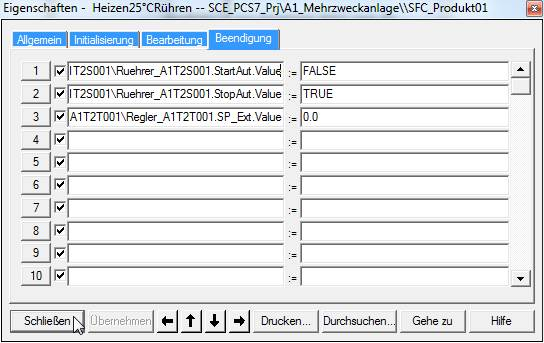 Eigenschaften -  Heizen25°CRühren -- SCE_PCS7_Prj\A1_Mehrzweckanlage\\SFC_Produkt01
Allgemein Initialisierung Bearbeitung Beendigung
1 IT2S001\Ruehrer_A1T2S001.StartAut.Value := FALSE
2 IT2S001\Ruehrer_A1T2S001.StopAut.Value := TRUE
3 A1T2T001\Regler_A1T2T001.SP_Ext.Value := 0.0
4 :=
5 :=
6 :=
7 :=
8 :=
9 :=
10 :=
Schließen Übernehmen Drucken... Durchsuchen... Gehe zu Hilfe